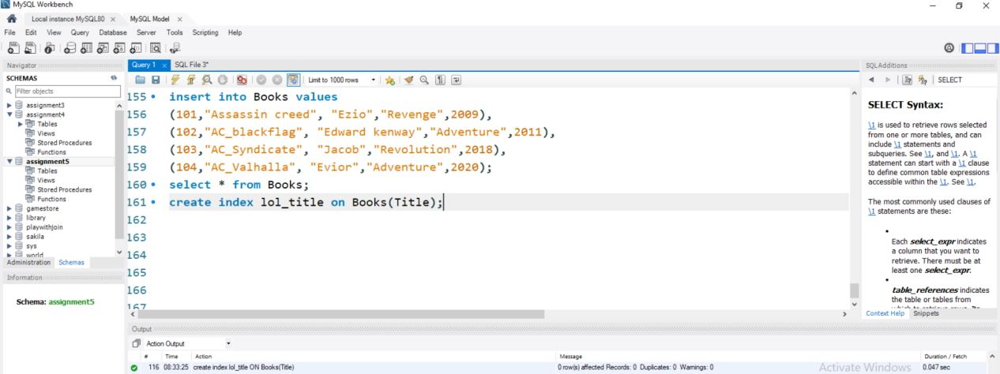 MySQL Workbench
Local instance MySQL80 × MySQL Model ×
File Edit View Query Database Server Tools Scripting Help
Navigator
SCHEMAS
Filter objects
assignment3
assignment4
Tables
Views
Stored Procedures
Functions
assignment5
Tables
Views
Stored Procedures
Functions
gamestore
library
playwithjoin
sakila
sys
world
Administration Schemas
Information
Schema: assignment5
Query 1 × SQL File 3*
Limit to 1000 rows
155 insert into Books values
156 (101,"Assassin creed", "Ezio","Revenge",2009),
157 (102,"AC_blackflag", "Edward kenway","Adventure",2011),
158 (103,"AC_Syndicate", "Jacob","Revolution",2018),
159 (104,"AC_Valhalla", "Evior","Adventure",2020);
160 select * from Books;
161 create index lol_title on Books(Title);
162
163
164
165
166
167
Output
Action Output
# Time Action Message Duration / Fetch
116 08:33:25 create index lol_title ON Books(Title) 0 row(s) affected Records: 0 Duplicates: 0 Warnings: 0 0.047 sec
Activate Windows
SQLAdditions
SELECT
SELECT Syntax:
\1 is used to retrieve rows selected
from one or more tables, and can
include \1 statements and
subqueries. See \1, and \1. A \1
statement can start with a \1 clause
to define common table expressions
accessible within the \1. See \1.
The most commonly used clauses of
\1 statements are these:
Each select_expr indicates
a column that you want to
retrieve. There must be at
least one select_expr.
table_references indicates
the table or tables from
Context Help Snippets